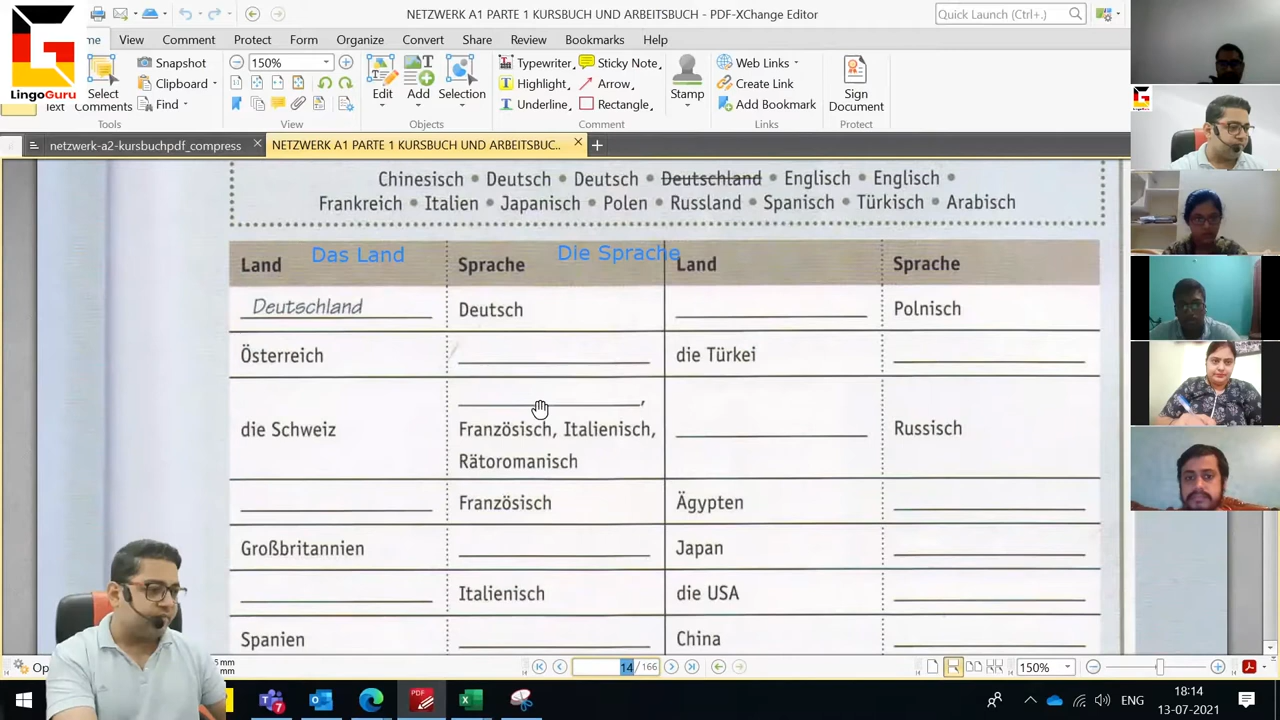 NETZWERK A1 PARTE 1 KURSBUCH UND ARBEITSBUCH - PDF-XChange Editor
Quick Launch (Ctrl+.)
G
LingoGuru
me View Comment Protect Form Organize Convert Share Review Bookmarks Help
Snapshot
Clipboard
Find
Text
Select Comments
Tools
150%
View
Edit
Add
Selection
Objects
Typewriter
Highlight
Underline
Sticky Note
Arrow
Rectangle
Stamp
Comment
Web Links
Create Link
Add Bookmark
Links
Sign Document
Protect
netzwerk-a2-kursbuchpdf_compress
NETZWERK A1 PARTE 1 KURSBUCH UND ARBEITSBUC..
Chinesisch • Deutsch • Deutsch • Deutschland • Englisch • Englisch •
Frankreich • Italien • Japanisch • Polen • Russland • Spanisch • Türkisch • Arabisch
Land Das Land Sprache Die Sprache Land Sprache
Deutschland Deutsch Polnisch
Österreich die Türkei
die Schweiz Französisch, Italienisch, Russisch
Rätoromanisch
Französisch Ägypten
Großbritannien Japan
Italienisch die USA
Spanien China
Op
5 mm
mm
14 / 166
150%
ENG
18:14
13-07-2021